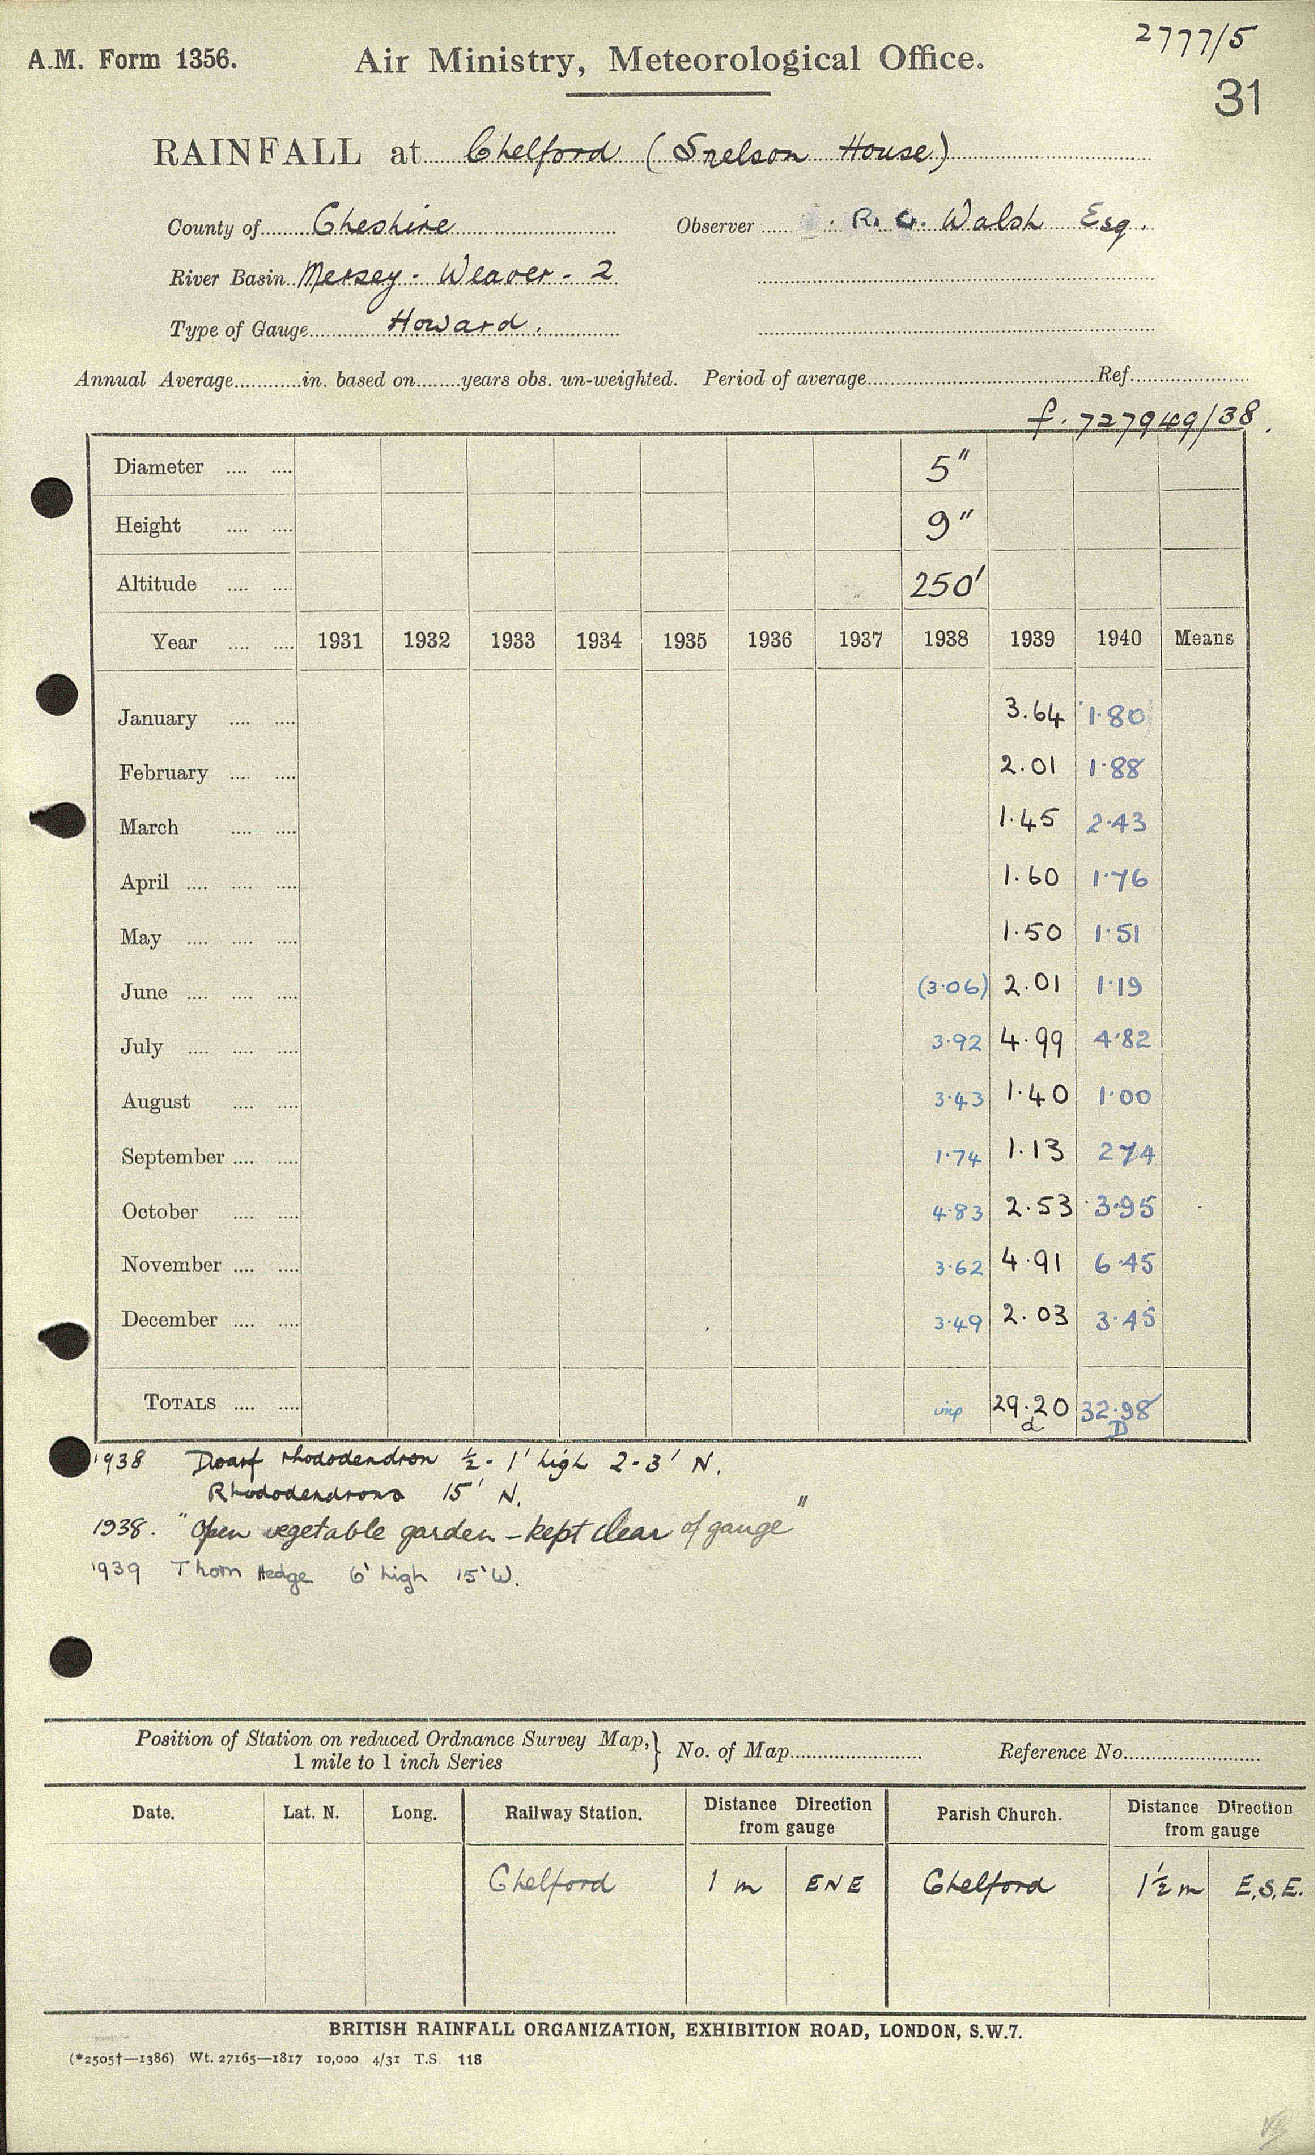 2777/5
A.M. Form 1356. Air Ministry, Meteorological Office.
31
RAINFALL at Chelford (Snelson House)
County of Cheshire Observer R. G. Walsh Esq.
River Basin Mersey - Weaver - 2
Type of Gauge Howard.
Annual Average in. based on years obs. un-weighted. Period of average Ref.
f. 727949/38.
Diameter 5"
Height 9"
Altitude 250'
Year 1931 1932 1933 1934 1935 1936 1937 1938 1939 1940 Means
January 3.64 1.80
February 2.01 1.88
March 1.45 2.43
April 1.60 1.76
May 1.50 1.51
June (3.06) 2.01 1.19
July 3.92 4.99 4.82
August 3.43 1.40 1.00
September 1.74 1.13 2.74
October 4.83 2.53 3.95
November 3.62 4.91 6.45
December 3.49 2.03 3.45
TOTALS imp 29.20 32.98
d D
1938 Dwarf rhododendron ½ - 1' high 2-3' N.
Rhododendrons 15' N.
1938. "Open vegetable garden - kept clear of gauge"
1939 Thorn Hedge 6' high 15' W.
Position of Station on reduced Ordnance Survey Map, } No. of Map Reference No.
1 mile to 1 inch Series
Date. Lat. N. Long. Railway Station. Distance Direction from gauge Parish Church. Distance Direction from gauge
Chelford 1 m ENE Chelford 1½ m E.S.E.
BRITISH RAINFALL ORGANIZATION, EXHIBITION ROAD, LONDON, S.W.7.
(*2505†—1386) Wt. 27165—1817 10,000 4/31 T.S. 118